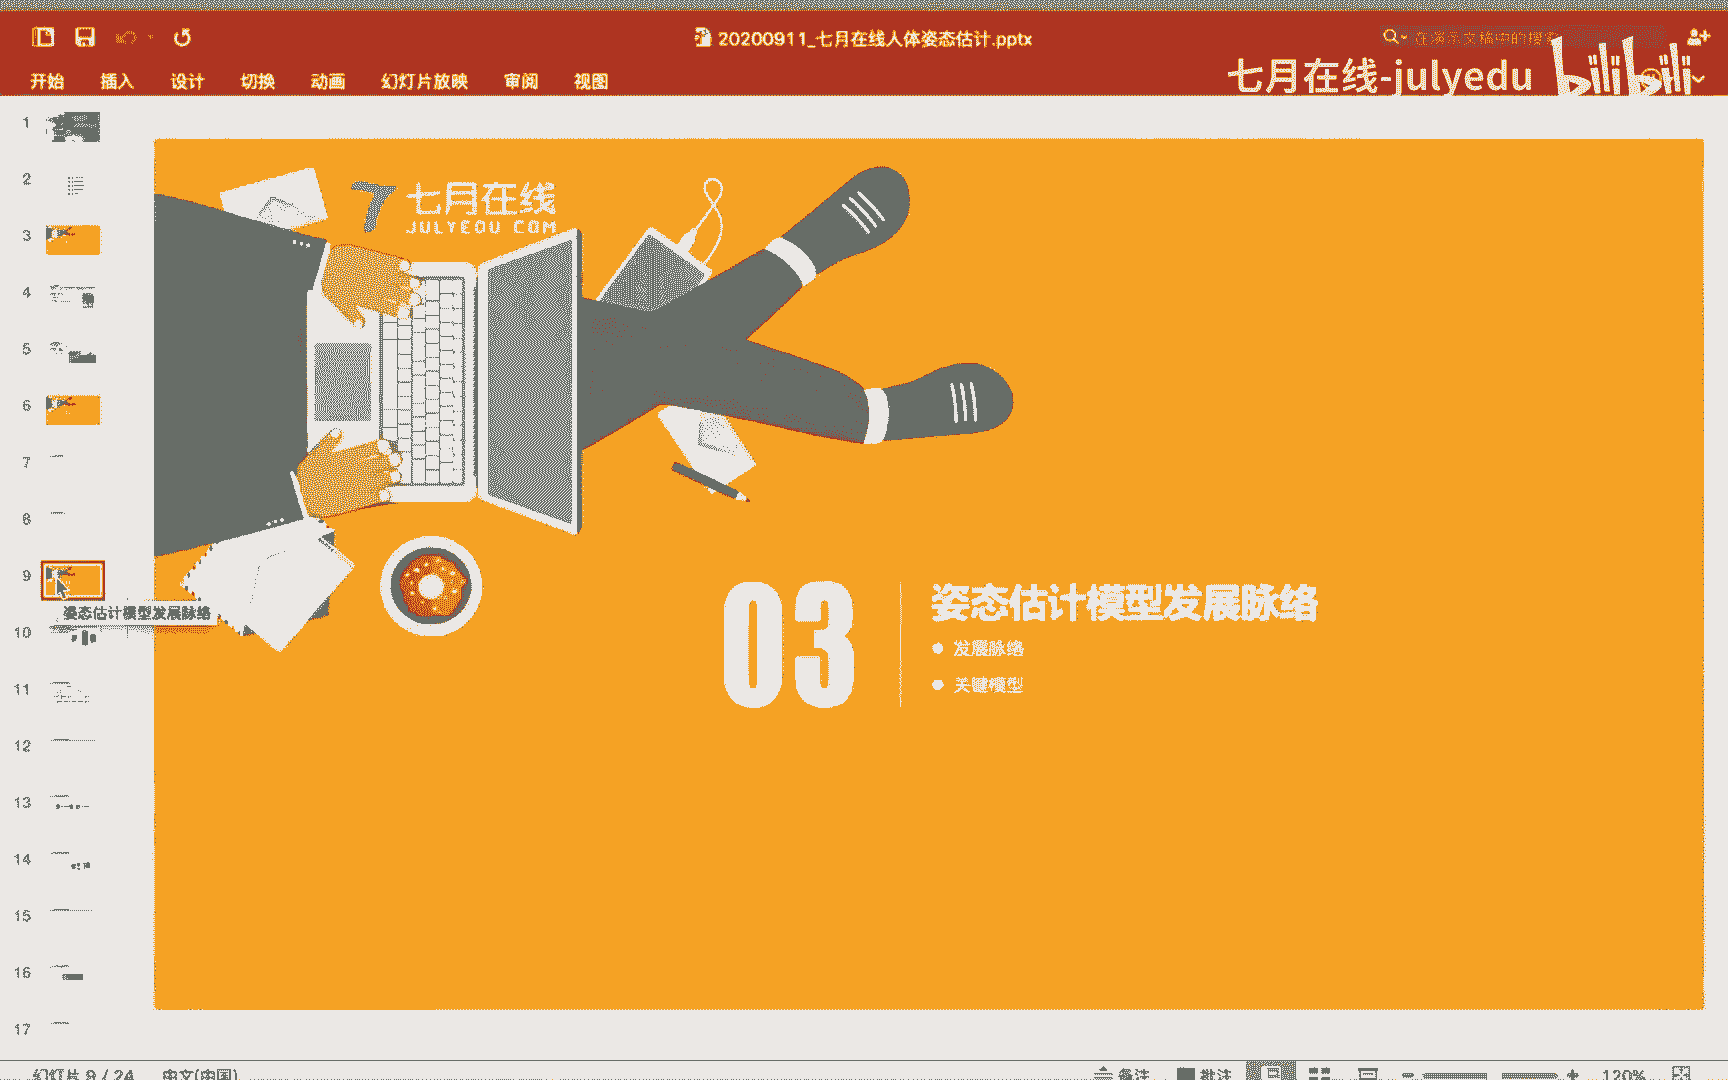 20200911_七月在线人体姿态估计.pptx
在演示文稿中的搜索
开始 插入 设计 切换 动画 幻灯片放映 审阅 视图
七月在线-julyedu bilibili
1
2
3
4
5
6
7
8
9
10
11
12
13
14
15
16
17
姿态估计模型发展脉络
7 七月在线
JULYEDU.COM
03
姿态估计模型发展脉络
发展脉络
关键模型
幻灯片 9 / 24 中文(中国) 备注 批注 120%